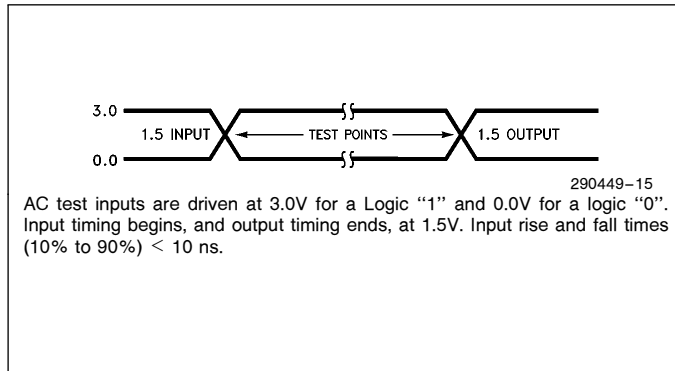 3.0
1.5 INPUT TEST POINTS 1.5 OUTPUT
0.0
290449–15
AC test inputs are driven at 3.0V for a Logic ‘‘1’’ and 0.0V for a logic ‘‘0’’.
Input timing begins, and output timing ends, at 1.5V. Input rise and fall times
(10% to 90%) < 10 ns.